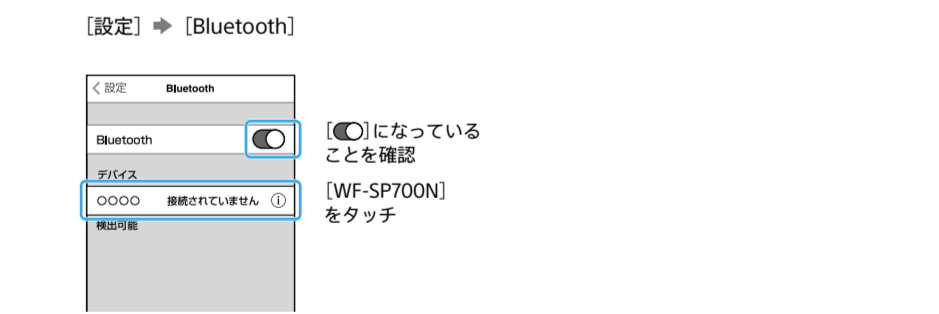 [設定] ➡ [Bluetooth]
< 設定 Bluetooth
Bluetooth
[ ]になっている
ことを確認
デバイス
○○○○ 接続されていません ⓘ
[WF-SP700N]
をタッチ
検出可能